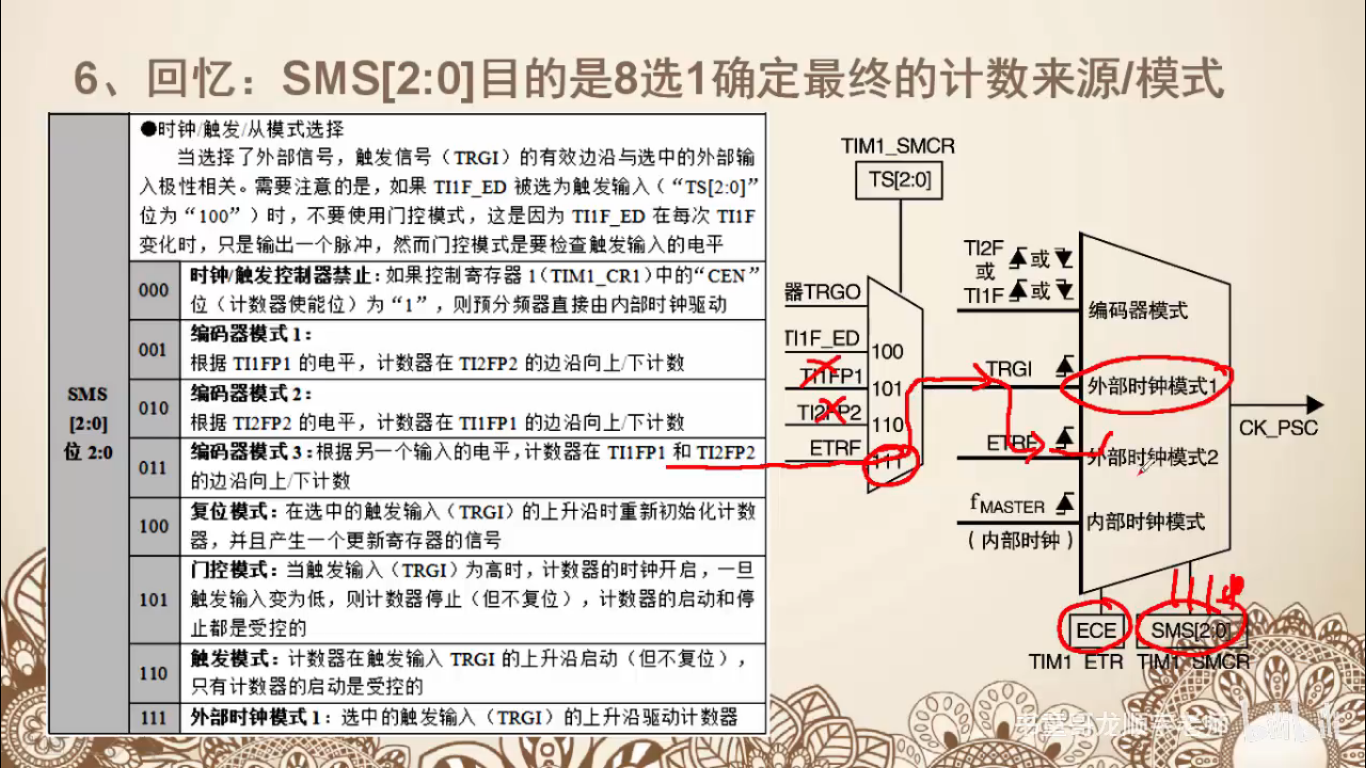 6、回忆：SMS[2:0]目的是8选1确定最终的计数来源/模式
●时钟/触发/从模式选择
当选择了外部信号，触发信号（TRGI）的有效边沿与选中的外部输
入极性相关。需要注意的是，如果 TI1F_ED 被选为触发输入（“TS[2:0]”
位为“100”）时，不要使用门控模式，这是因为 TI1F_ED 在每次 TI1F
变化时，只是输出一个脉冲，然而门控模式是要检查触发输入的电平
SMS
[2:0]
位 2:0
000
时钟/触发控制器禁止：如果控制寄存器 1（TIM1_CR1）中的“CEN”
位（计数器使能位）为“1”，则预分频器直接由内部时钟驱动
001
编码器模式 1：
根据 TI1FP1 的电平，计数器在 TI2FP2 的边沿向上/下计数
010
编码器模式 2：
根据 TI2FP2 的电平，计数器在 TI1FP1 的边沿向上/下计数
011
编码器模式 3：根据另一个输入的电平，计数器在 TI1FP1 和 TI2FP2
的边沿向上/下计数
100
复位模式：在选中的触发输入（TRGI）的上升沿时重新初始化计数
器，并且产生一个更新寄存器的信号
101
门控模式：当触发输入（TRGI）为高时，计数器的时钟开启，一旦
触发输入变为低，则计数器停止（但不复位），计数器的启动和停
止都是受控的
110
触发模式：计数器在触发输入 TRGI 的上升沿启动（但不复位），
只有计数器的启动是受控的
111
外部时钟模式 1：选中的触发输入（TRGI）的上升沿驱动计数器
TIM1_SMCR
TS[2:0]
器TRGO
TI1F_ED
100
TI1FP1
101
TI2FP2
110
ETRF
111
TI2F 或
或
TI1F 或
编码器模式
TRGI
外部时钟模式1
ETRF
外部时钟模式2
fMASTER
（内部时钟）
内部时钟模式
CK_PSC
ECE
SMS[2:0]
TIM1_ETR
TIM1_SMCR